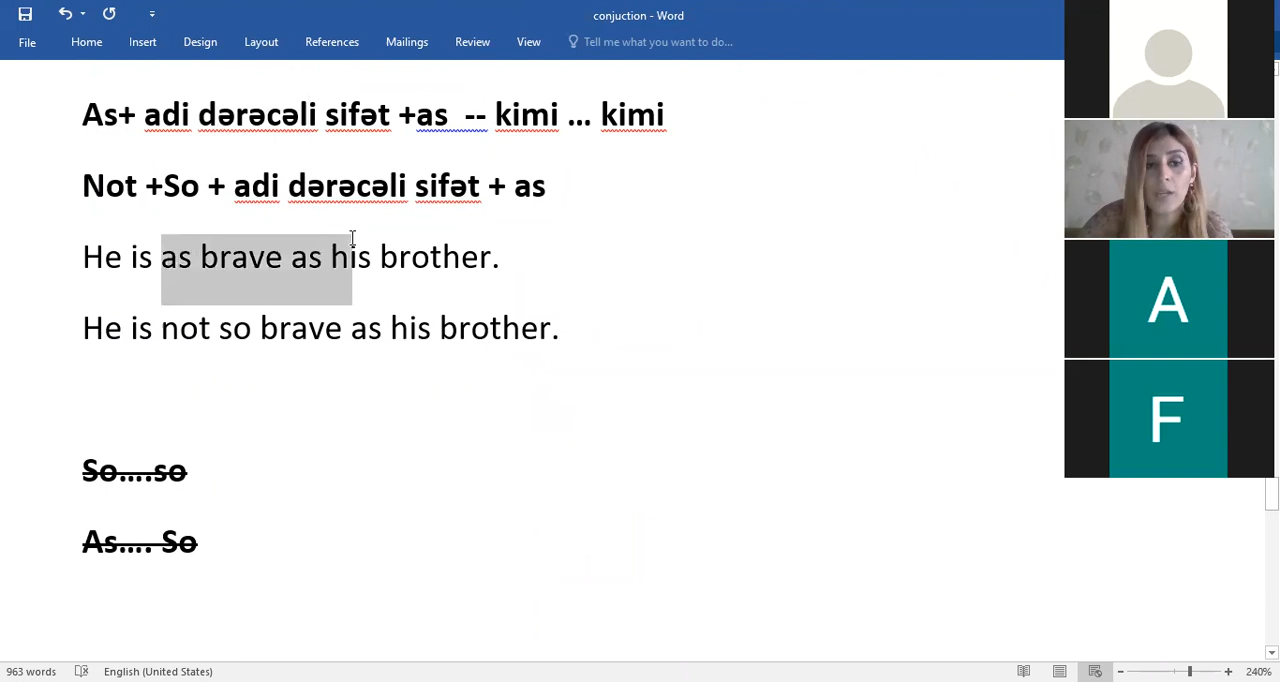 conjuction - Word
File Home Insert Design Layout References Mailings Review View Tell me what you want to do...
As+ adi dərəcəli sifət +as -- kimi ... kimi
Not +So + adi dərəcəli sifət + as
He is as brave as his brother.
He is not so brave as his brother.
So....so
As.... So
A
F
963 words English (United States) 240%